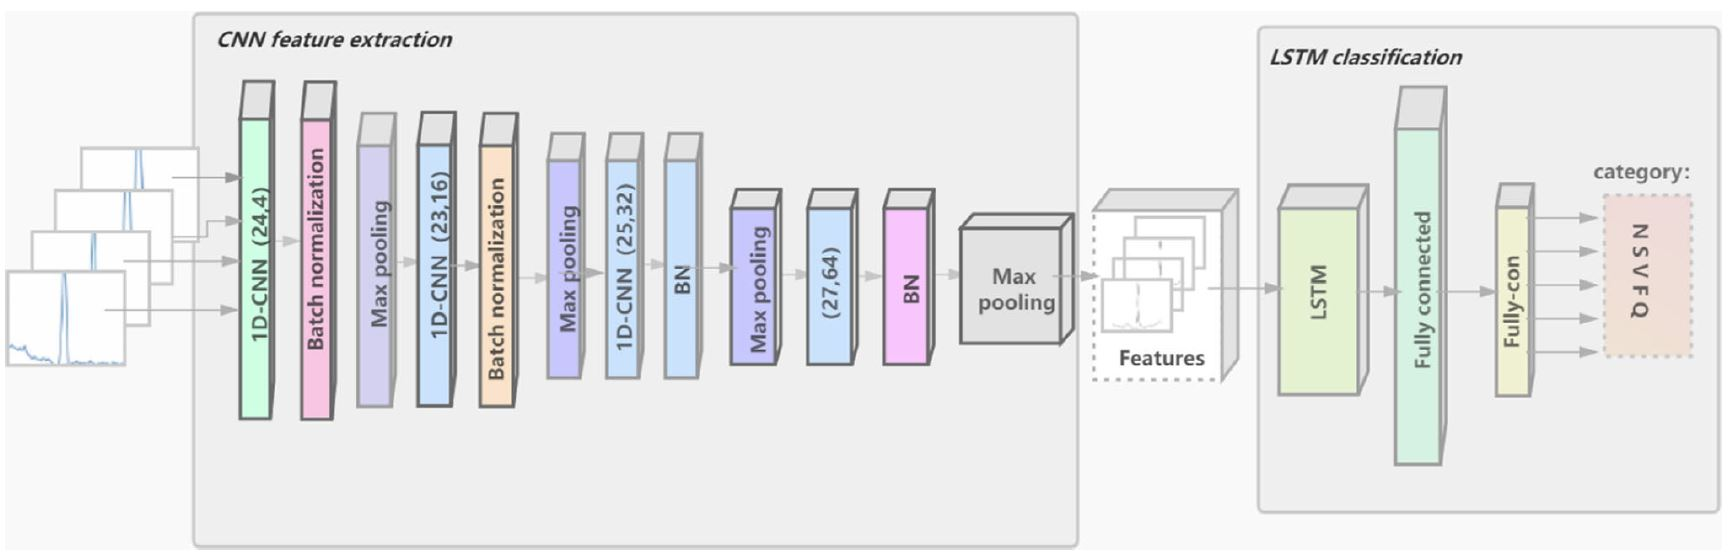 CNN feature extraction
1D-CNN (24,4)
Batch normalization
Max pooling
1D-CNN (23,16)
Batch normalization
Max pooling
1D-CNN (25,32)
BN
Max pooling
(27,64)
BN
Max
pooling
Features
LSTM classification
LSTM
Fully connected
Fully-con
category:
N S V F Q